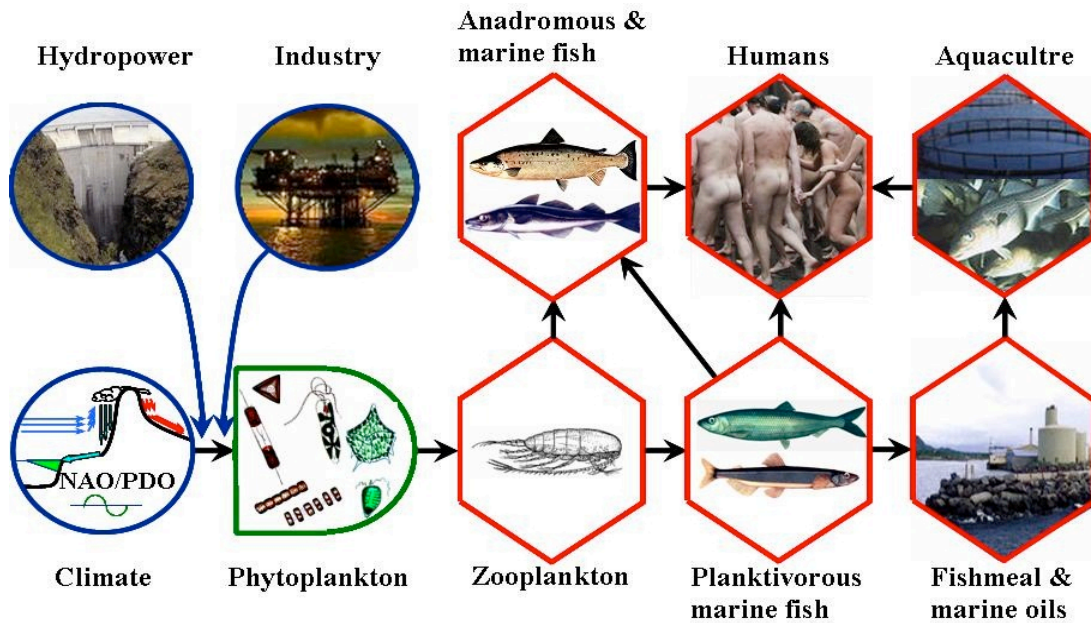 Hydropower
Industry
Anadromous &
marine fish
Humans
Aquacultre
NAO/PDO
Climate
Phytoplankton
Zooplankton
Planktivorous
marine fish
Fishmeal &
marine oils